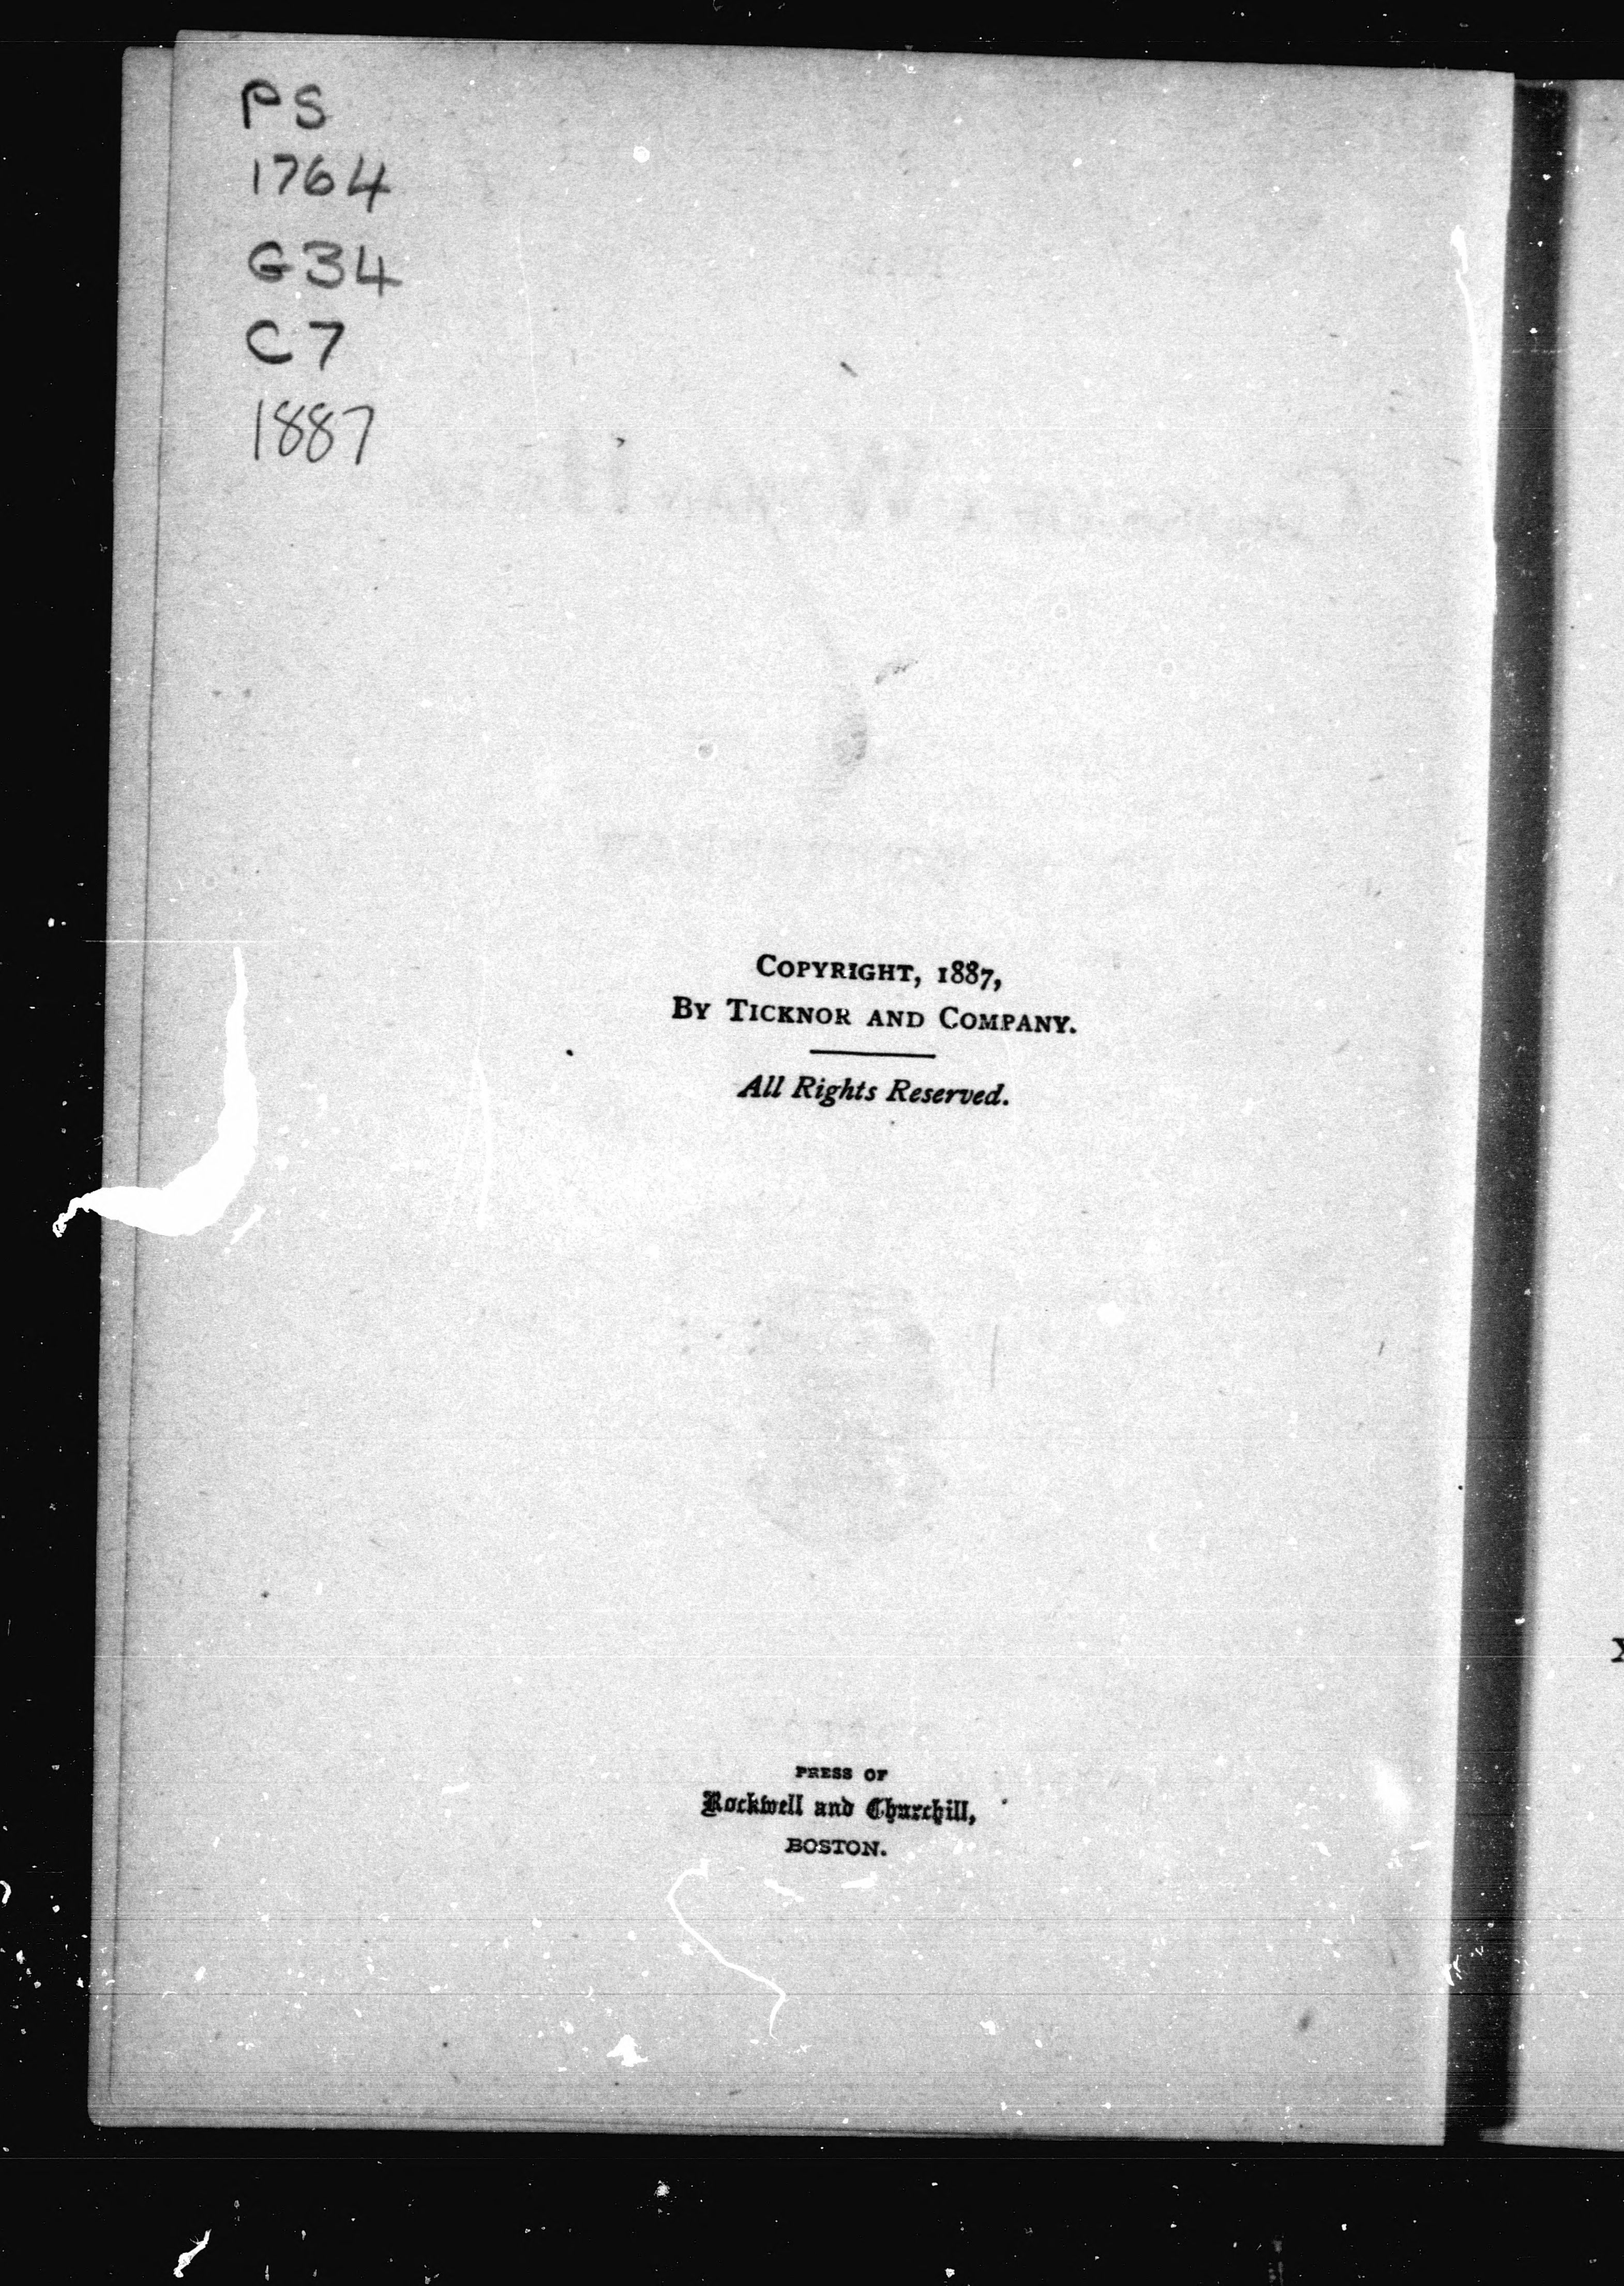 PS
1764
G34
C7
1887
COPYRIGHT, 1887,
BY TICKNOR AND COMPANY.
All Rights Reserved.
PRESS OF
Rockwell and Churchill,
BOSTON.